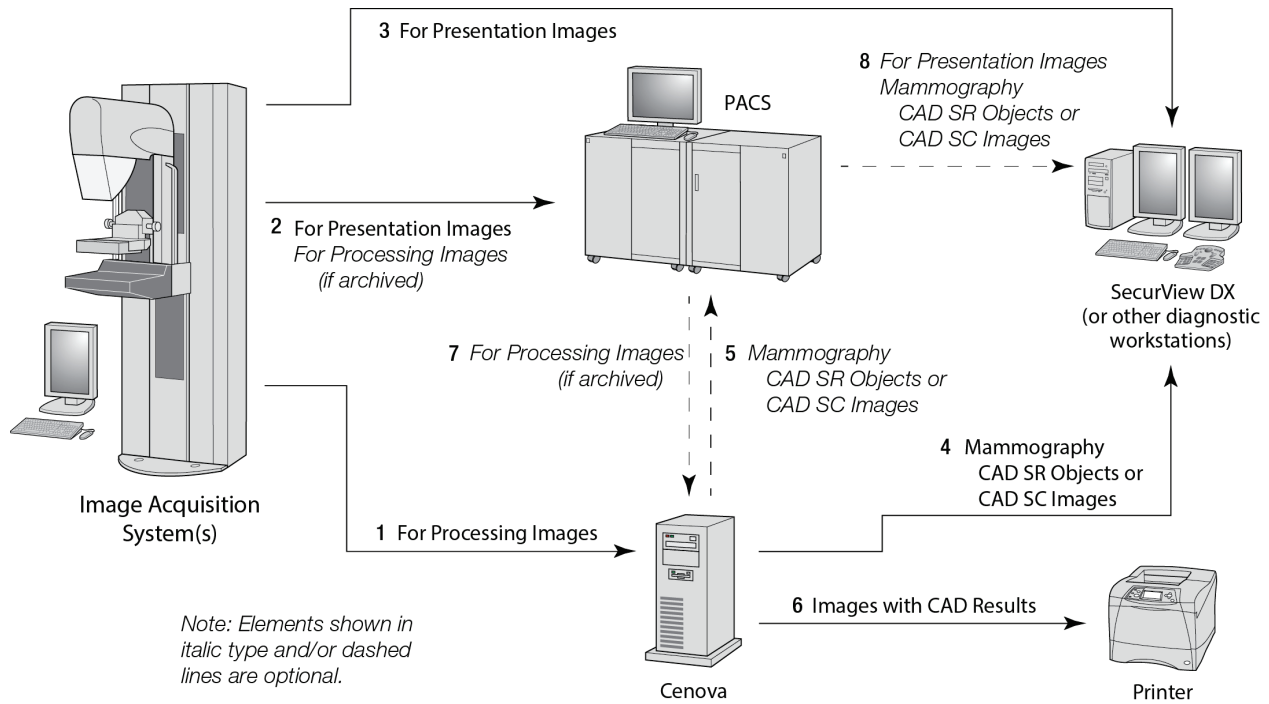 3 For Presentation Images
8 For Presentation Images
Mammography
CAD SR Objects or
CAD SC Images
PACS
2 For Presentation Images
For Processing Images
(if archived)
SecurView DX
(or other diagnostic
workstations)
7 For Processing Images
(if archived)
5 Mammography
CAD SR Objects or
CAD SC Images
4 Mammography
CAD SR Objects or
CAD SC Images
Image Acquisition
System(s)
1 For Processing Images
6 Images with CAD Results
Note: Elements shown in
italic type and/or dashed
lines are optional.
Cenova
Printer